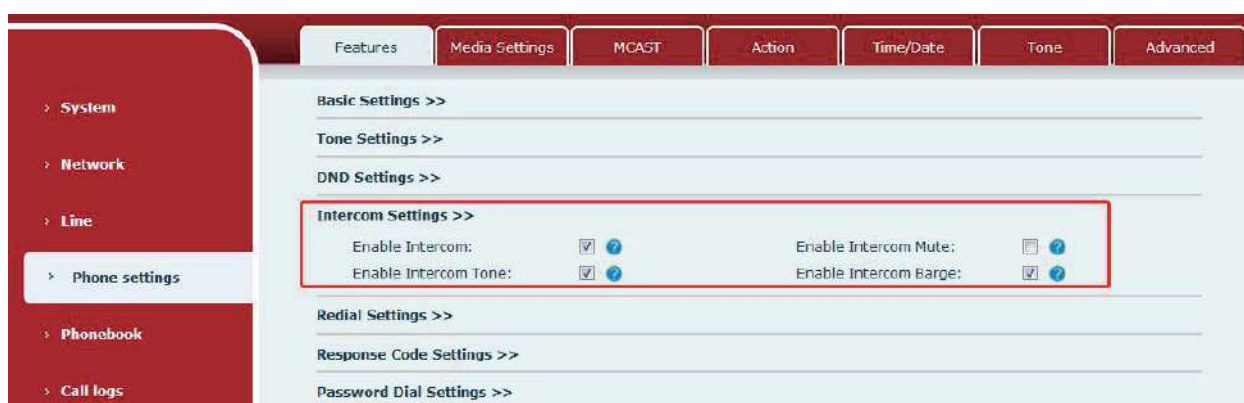 Features Media Settings MCAST Action Time/Date Tone Advanced
System
Network
Line
Phone settings
Phonebook
Call logs
Basic Settings >>
Tone Settings >>
DND Settings >>
Intercom Settings >>
Enable Intercom: Enable Intercom Mute:
Enable Intercom Tone: Enable Intercom Barge:
Redial Settings >>
Response Code Settings >>
Password Dial Settings >>